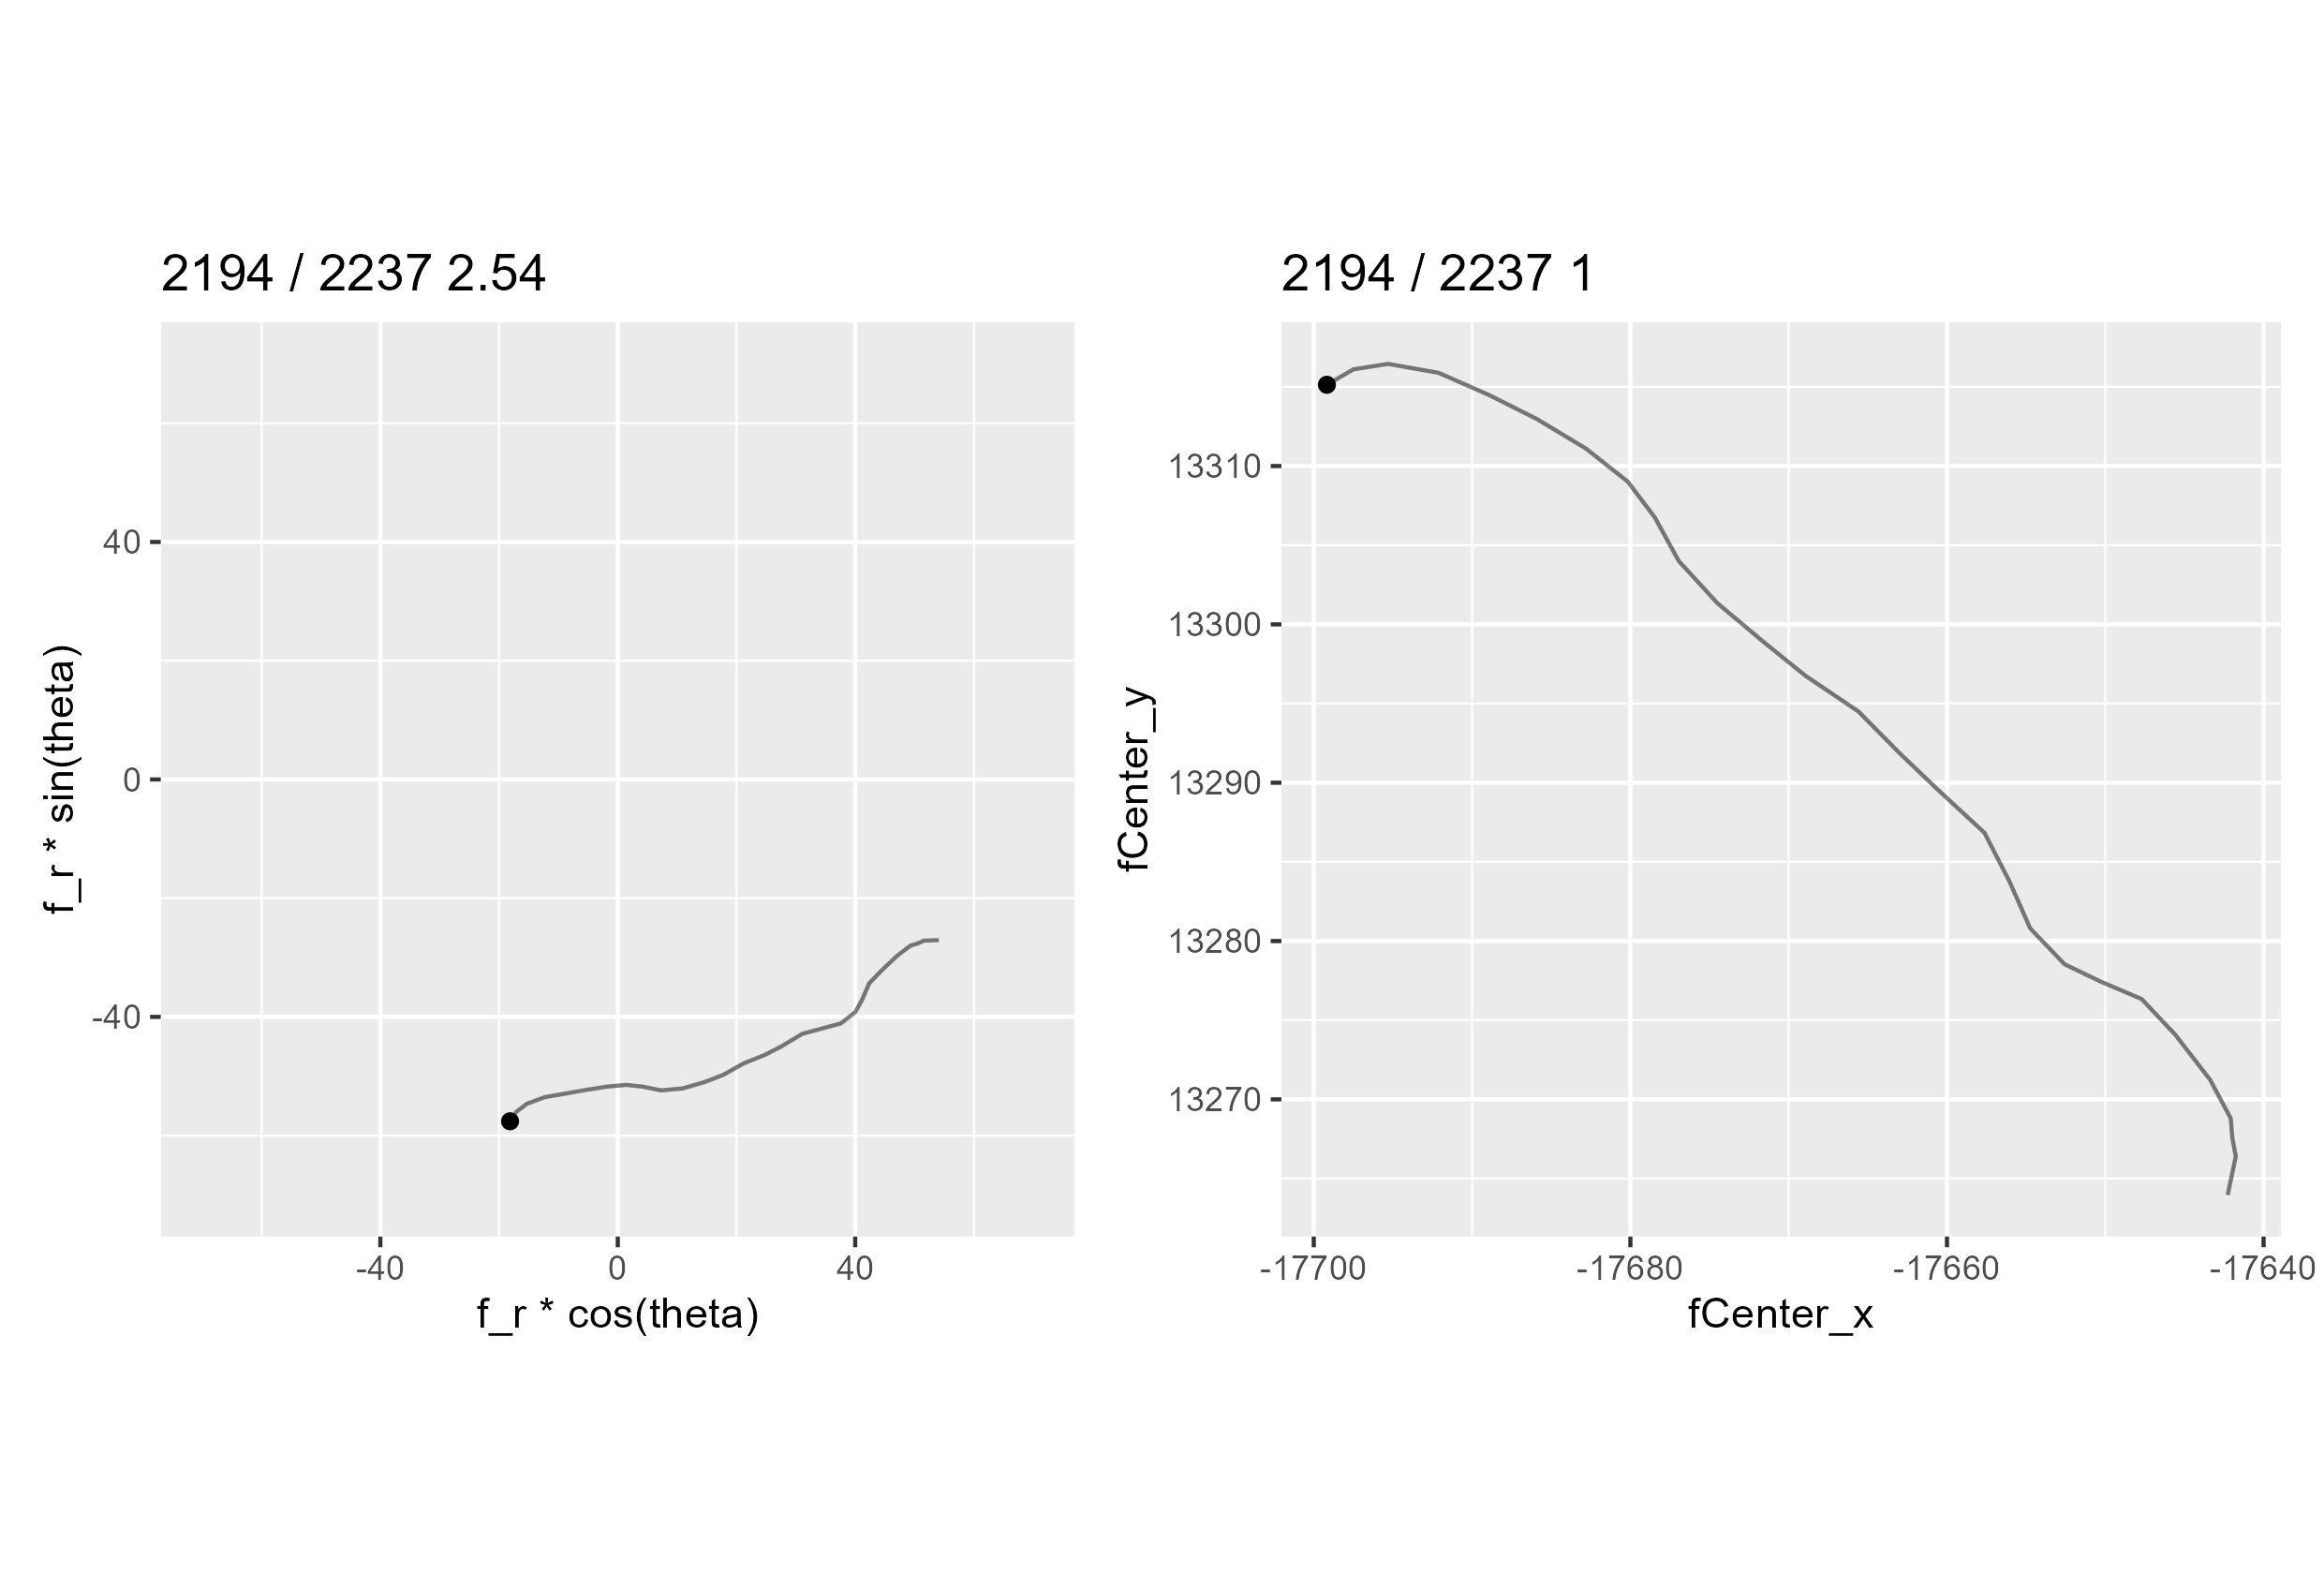 2194 / 2237 2.54
f_r * sin(theta)
40
0
-40
-40 0 40
f_r * cos(theta)
2194 / 2237 1
fCenter_y
13310
13300
13290
13280
13270
-17700 -17680 -17660 -17640
fCenter_x